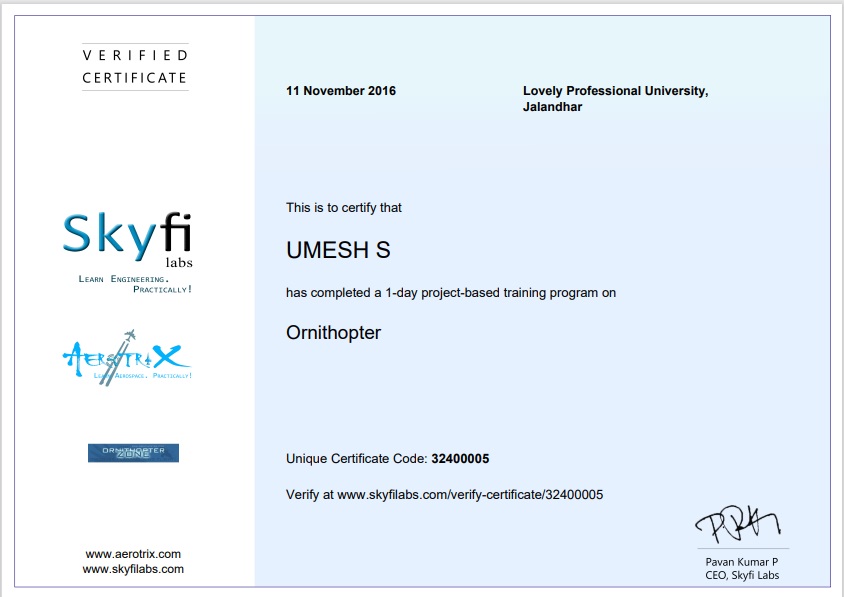 VERIFIED
CERTIFICATE
11 November 2016
Lovely Professional University,
Jalandhar
Skyfi
labs
LEARN ENGINEERING.
PRACTICALLY!
AEROTRIX
LEARN AEROSPACE. PRACTICALLY!
ORNITHOPTER
ZONE
www.aerotrix.com
www.skyfilabs.com
This is to certify that
UMESH S
has completed a 1-day project-based training program on
Ornithopter
Unique Certificate Code: 32400005
Verify at www.skyfilabs.com/verify-certificate/32400005
Pavan Kumar P
CEO, Skyfi Labs